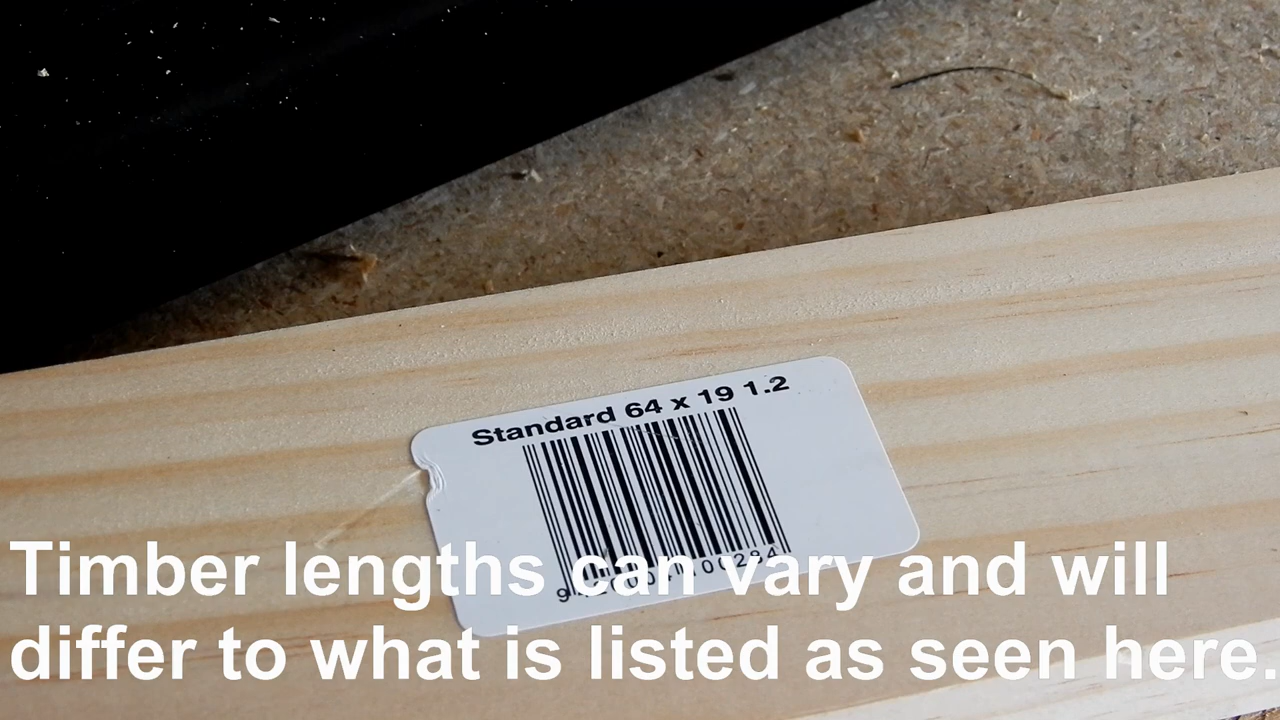 Standard 64 x 19 1.2
Timber lengths can vary and will
differ to what is listed as seen here.